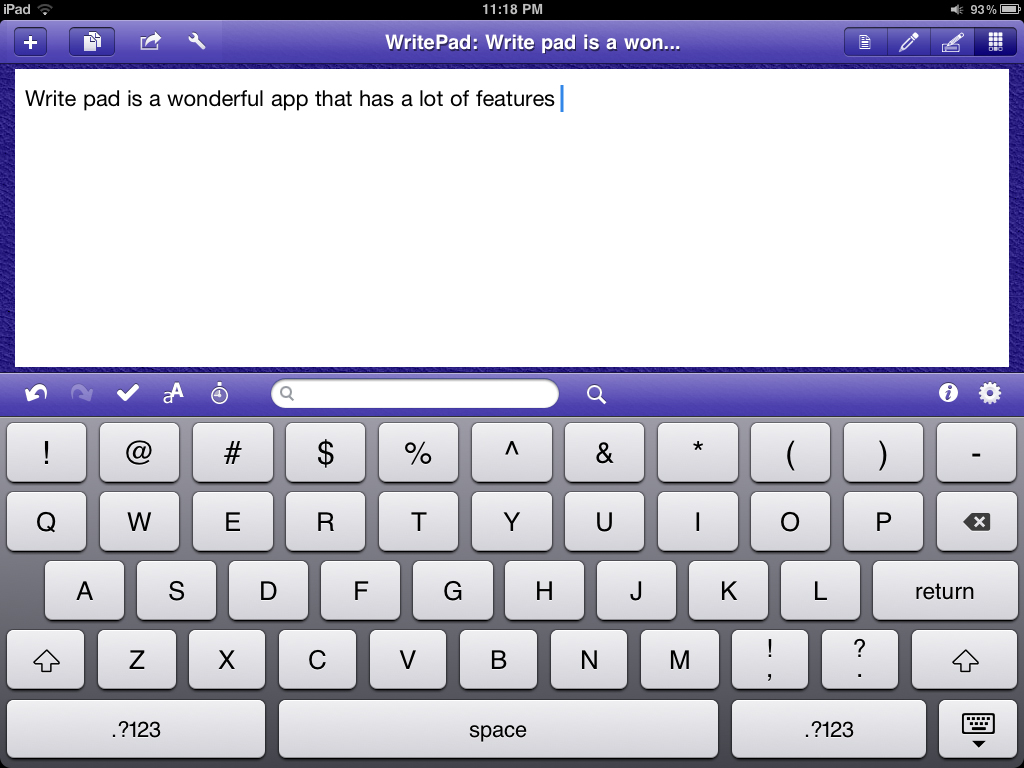 iPad 11:18 PM 93%
WritePad: Write pad is a won...
Write pad is a wonderful app that has a lot of features
aA
! @ # $ % ^ & * ( ) -
Q W E R T Y U I O P
A S D F G H J K L return
Z X C V B N M ! , ? .
.?123 space .?123